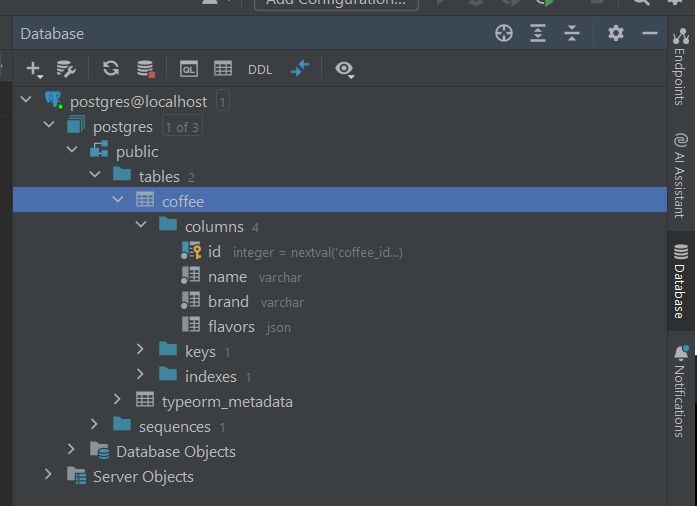 Add Configuration...
Database
QL
DDL
postgres@localhost 1
postgres 1 of 3
public
tables 2
coffee
columns 4
id integer = nextval('coffee_id...)
name varchar
brand varchar
flavors json
keys 1
indexes 1
typeorm_metadata
sequences 1
Database Objects
Server Objects
Endpoints
AI Assistant
Database
Notifications